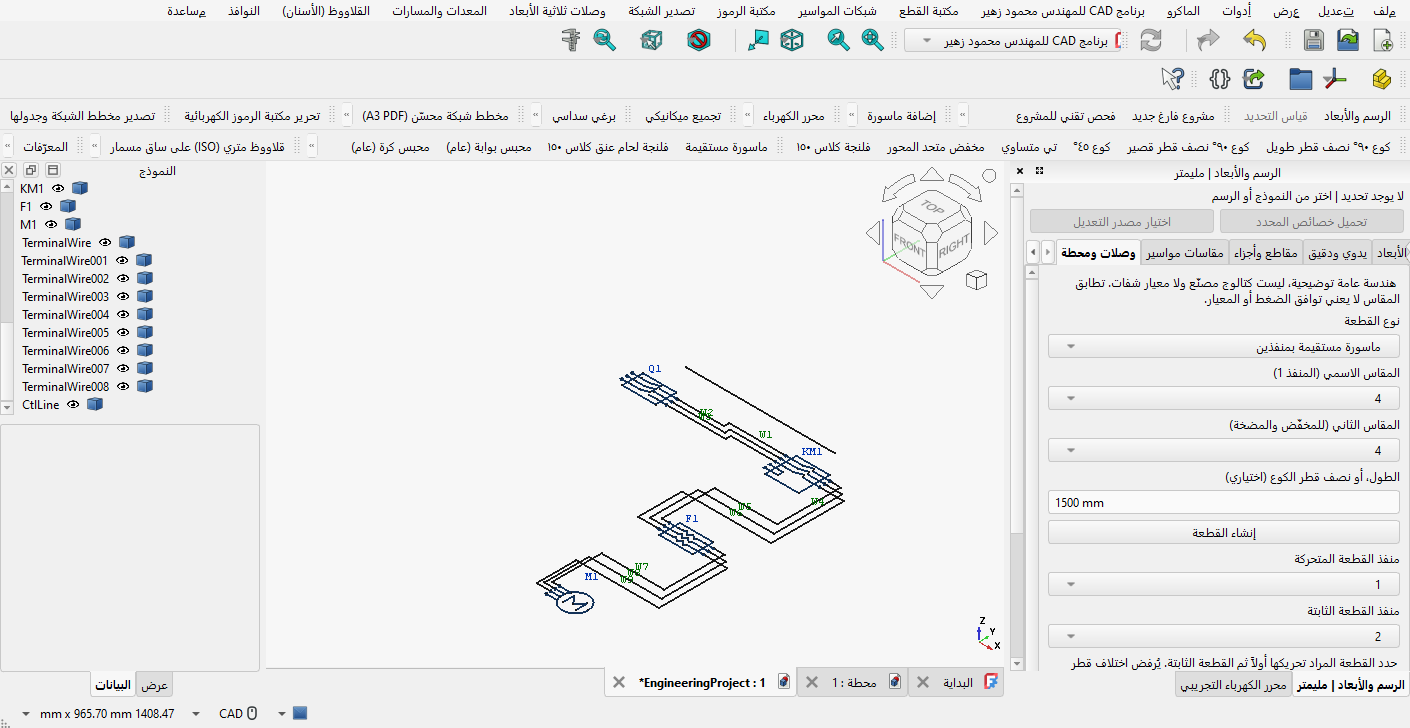 ملف تعديل عرض أدوات الماكرو برنامج CAD للمهندس محمود زهير مكتبة القطع شبكات المواسير مكتبة الرموز تصدير الشبكة وصلات ثلاثية الأبعاد المعدات والمسارات القلاووظ (الأسنان) النوافذ مساعدة
برنامج CAD للمهندس محمود زهير
الرسم والأبعاد قياس التحديد مشروع فارغ جديد فحص تقني للمشروع » إضافة ماسورة » محرر الكهرباء » تجميع ميكانيكي برغي سداسي » مخطط شبكة محسّن (A3 PDF) » تحرير مكتبة الرموز الكهربائية تصدير مخطط الشبكة وجدولها
كوع ٩٠° نصف قطر طويل كوع ٩٠° نصف قطر قصير كوع ٤٥° تي متساوي مخفض متحد المحور فلنجة كلاس ١٥٠ ماسورة مستقيمة فلنجة لحام عنق كلاس ١٥٠ محبس بوابة (عام) محبس كرة (عام) » قلاووظ متري (ISO) على ساق مسمار » المعرّفات »
النموذج
KM1
F1
M1
TerminalWire
TerminalWire001
TerminalWire002
TerminalWire003
TerminalWire004
TerminalWire005
TerminalWire006
TerminalWire007
TerminalWire008
CtlLine
عرض البيانات
TOP
FRONT
RIGHT
Q1
W2
W1
KM1
W4
W5
W6
F1
W7
W8
W9
M1
Z
Y
X
الرسم والأبعاد | مليمتر
لا يوجد تحديد | اختر من النموذج أو الرسم
تحميل خصائص المحدد
اختيار مصدر التعديل
الأبعاد يدوي ودقيق مقاطع وأجزاء مقاسات مواسير وصلات ومحطة
هندسة عامة توضيحية، ليست كتالوج مصنّع ولا معيار شفات. تطابق
المقاس لا يعني توافق الضغط أو المعيار.
نوع القطعة
ماسورة مستقيمة بمنفذين
المقاس الاسمي (المنفذ 1)
4
المقاس الثاني (للمخفّض والمضخة)
4
الطول، أو نصف قطر الكوع (اختياري)
1500 mm
إنشاء القطعة
منفذ القطعة المتحركة
1
منفذ القطعة الثابتة
2
حدد القطعة المراد تحريكها أولاً ثم القطعة الثابتة. يُرفض اختلاف قطر
الرسم والأبعاد | مليمتر محرر الكهرباء التجريبي
البداية
محطة : 1
EngineeringProject : 1*
CAD
mm x 965.70 mm 1408.47